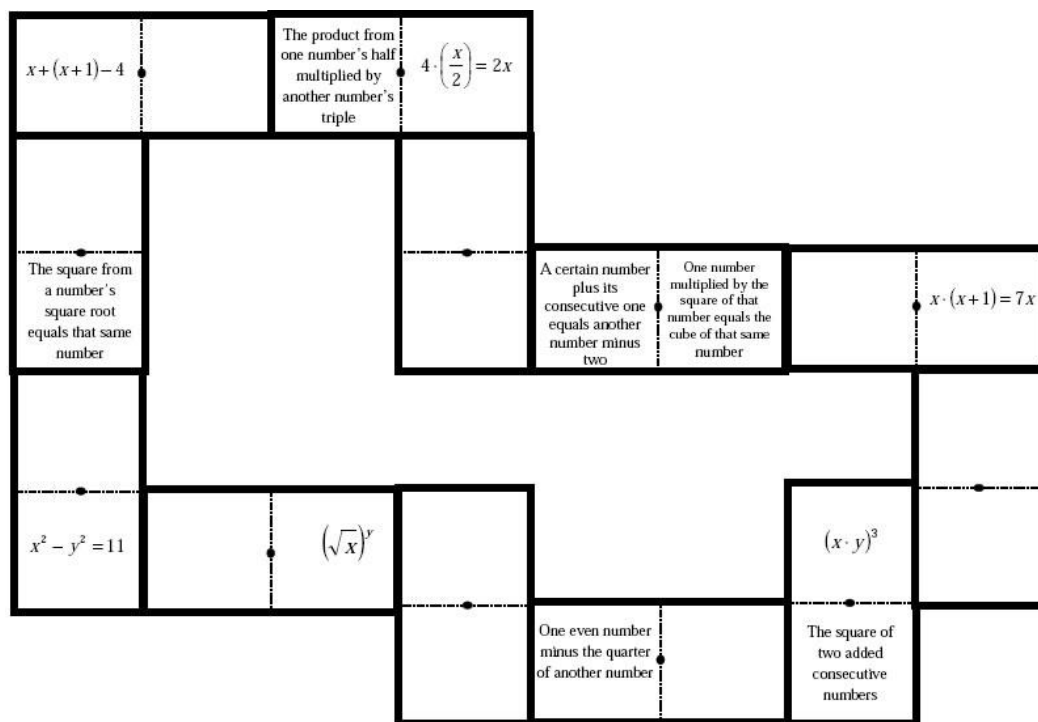 x + (x + 1) − 4
The product from
one number's half
multiplied by
another number's
triple
4 · (x/2) = 2x
The square from
a number's
square root
equals that same
number
A certain number
plus its
consecutive one
equals another
number minus
two
One number
multiplied by the
square of that
number equals the
cube of that same
number
x · (x + 1) = 7x
x² − y² = 11
(√x)ʸ
(x · y)³
One even number
minus the quarter
of another number
The square of
two added
consecutive
numbers